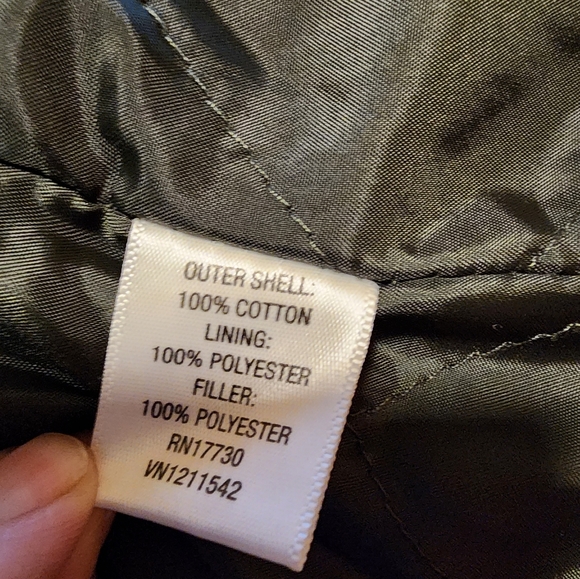 OUTER SHELL:
100% COTTON
LINING:
100% POLYESTER
FILLER:
100% POLYESTER
RN17730
VN1211542